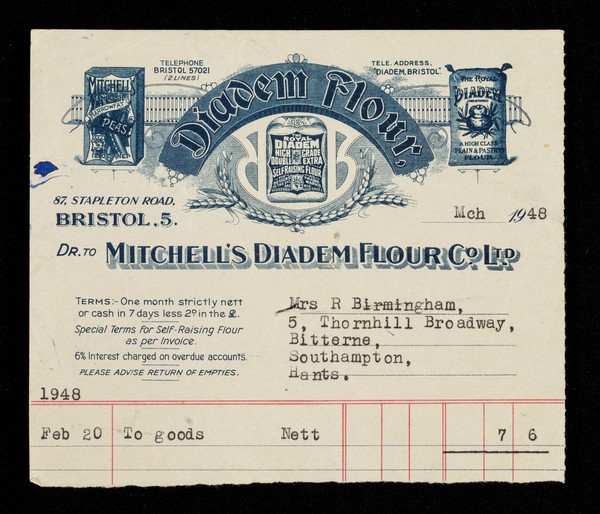 TELEPHONE
BRISTOL 57021
(2 LINES)
TELE. ADDRESS.
"DIADEM, BRISTOL."
MITCHELL'S
MARROWFAT
PEAS
Diadem Flour,
ROYAL
DIADEM
HIGH GRADE
DOUBLE EXTRA
SELF RAISING FLOUR
THE ROYAL
DIADEM
A HIGH CLASS
PLAIN & PASTRY
FLOUR
87, STAPLETON ROAD,
BRISTOL, 5.
Mch 1948
DR. TO MITCHELL'S DIADEM FLOUR CO LTD
TERMS:- One month strictly nett
or cash in 7 days less 2D in the £.
Special Terms for Self-Raising Flour
as per Invoice.
6% Interest charged on overdue accounts.
PLEASE ADVISE RETURN OF EMPTIES.
Mrs R Birmingham,
5, Thornhill Broadway,
Bitterne,
Southampton,
Hants.
1948
Feb 20 To goods Nett 7 6